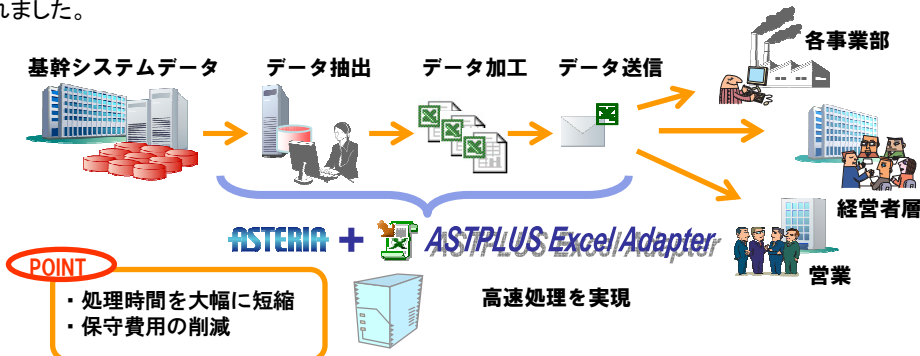 れました。
各事業部
基幹システムデータ
データ抽出
データ加工
データ送信
経営者層
ASTERIA + ASTPLUS Excel Adapter
営業
POINT
・処理時間を大幅に短縮
・保守費用の削減
高速処理を実現